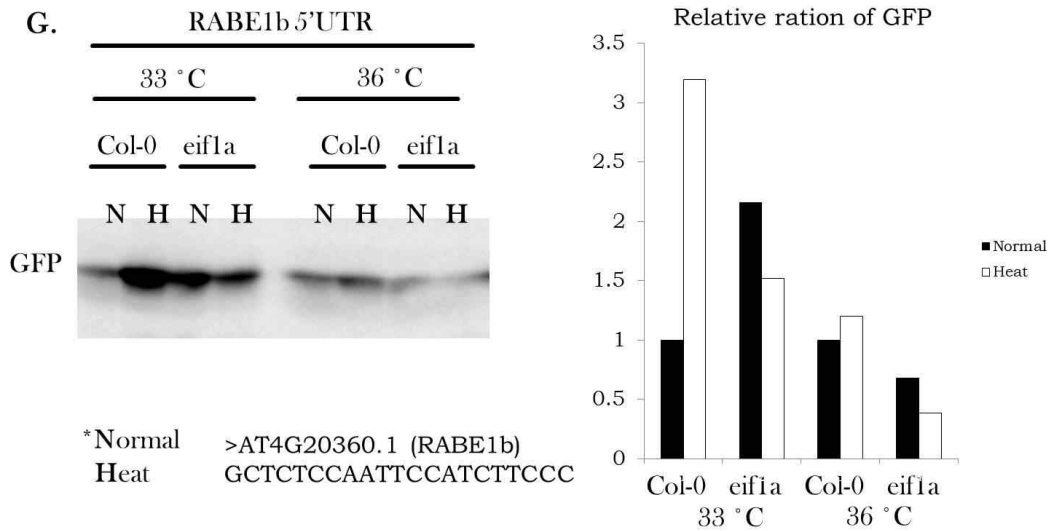 G.
RABE1b 5'UTR
33 °C 36 °C
Col-0 eif1a Col-0 eif1a
N H N H N H N H
GFP
*Normal
Heat
>AT4G20360.1 (RABE1b)
GCTCTCCAATTCCATCTTCCC
Relative ration of GFP
3.5
3
2.5
2
1.5
1
0.5
0
Col-0 eif1a Col-0 eif1a
33 °C 36 °C
Normal
Heat